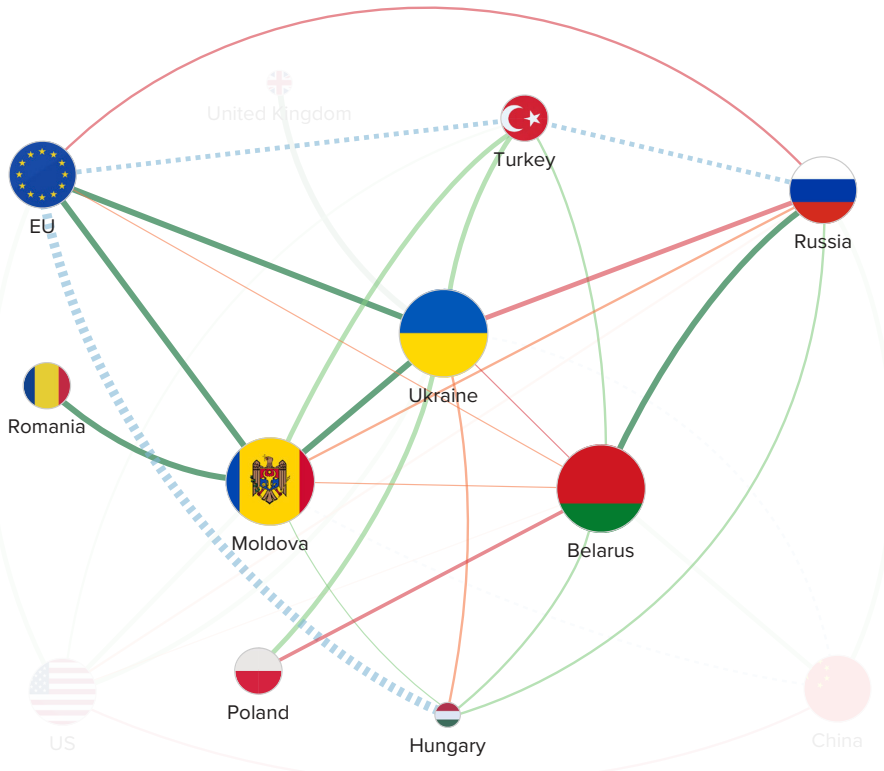 United Kingdom
Turkey
EU
Russia
Ukraine
Romania
Moldova
Belarus
Poland
US
China
Hungary